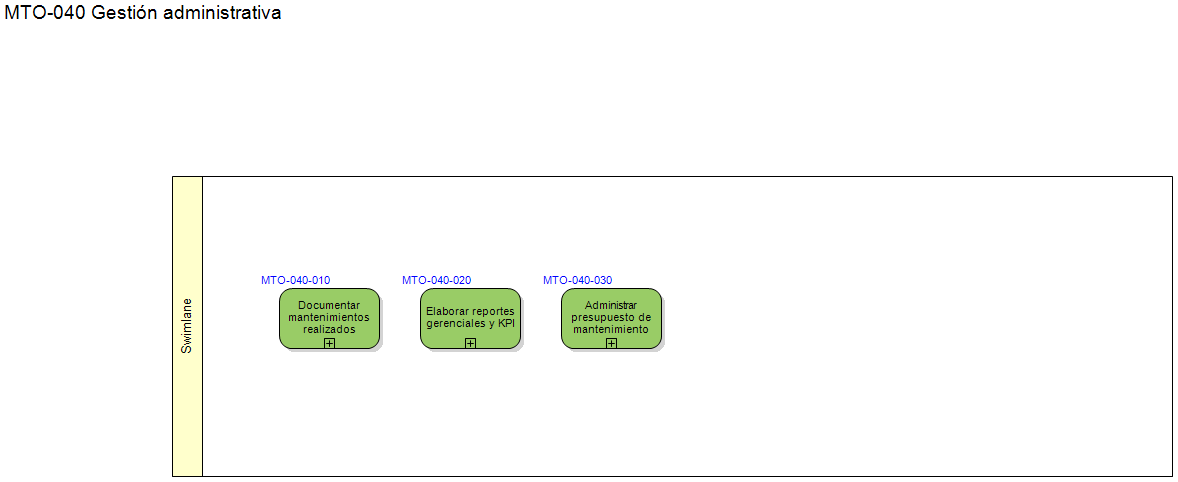 MTO-040 Gestión administrativa
Swimlane
MTO-040-010
Documentar
mantenimientos
realizados
MTO-040-020
Elaborar reportes
gerenciales y KPI
MTO-040-030
Administrar
presupuesto de
mantenimiento